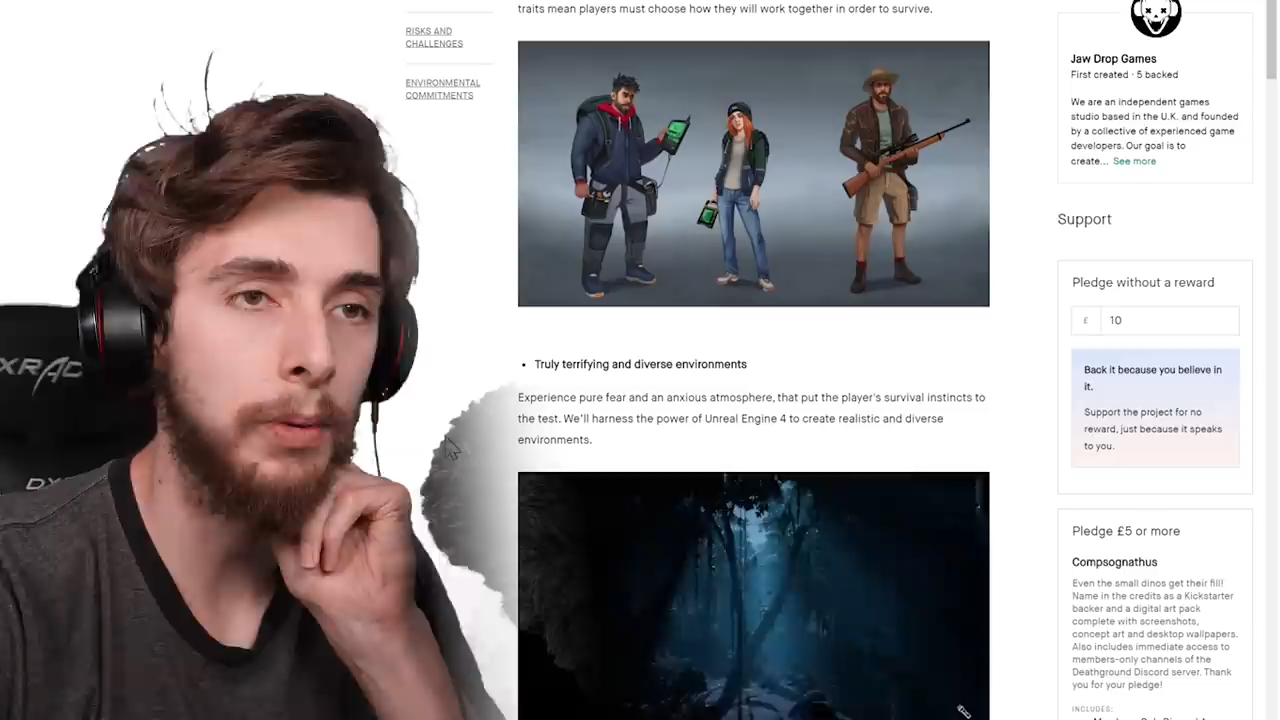 traits mean players must choose how they will work together in order to survive.
RISKS AND
CHALLENGES
ENVIRONMENTAL
COMMITMENTS
• Truly terrifying and diverse environments
Experience pure fear and an anxious atmosphere, that put the player's survival instincts to
the test. We'll harness the power of Unreal Engine 4 to create realistic and diverse
environments.
Jaw Drop Games
First created · 5 backed
We are an independent games
studio based in the U.K. and founded
by a collective of experienced game
developers. Our goal is to
create... See more
Support
Pledge without a reward
£ 10
Back it because you believe in
it.
Support the project for no
reward, just because it speaks
to you.
Pledge £5 or more
Compsognathus
Even the small dinos get their fill!
Name in the credits as a Kickstarter
backer and a digital art pack
complete with screenshots,
concept art and desktop wallpapers.
Also includes immediate access to
members-only channels of the
Deathground Discord server. Thank
you for your pledge!
INCLUDES: